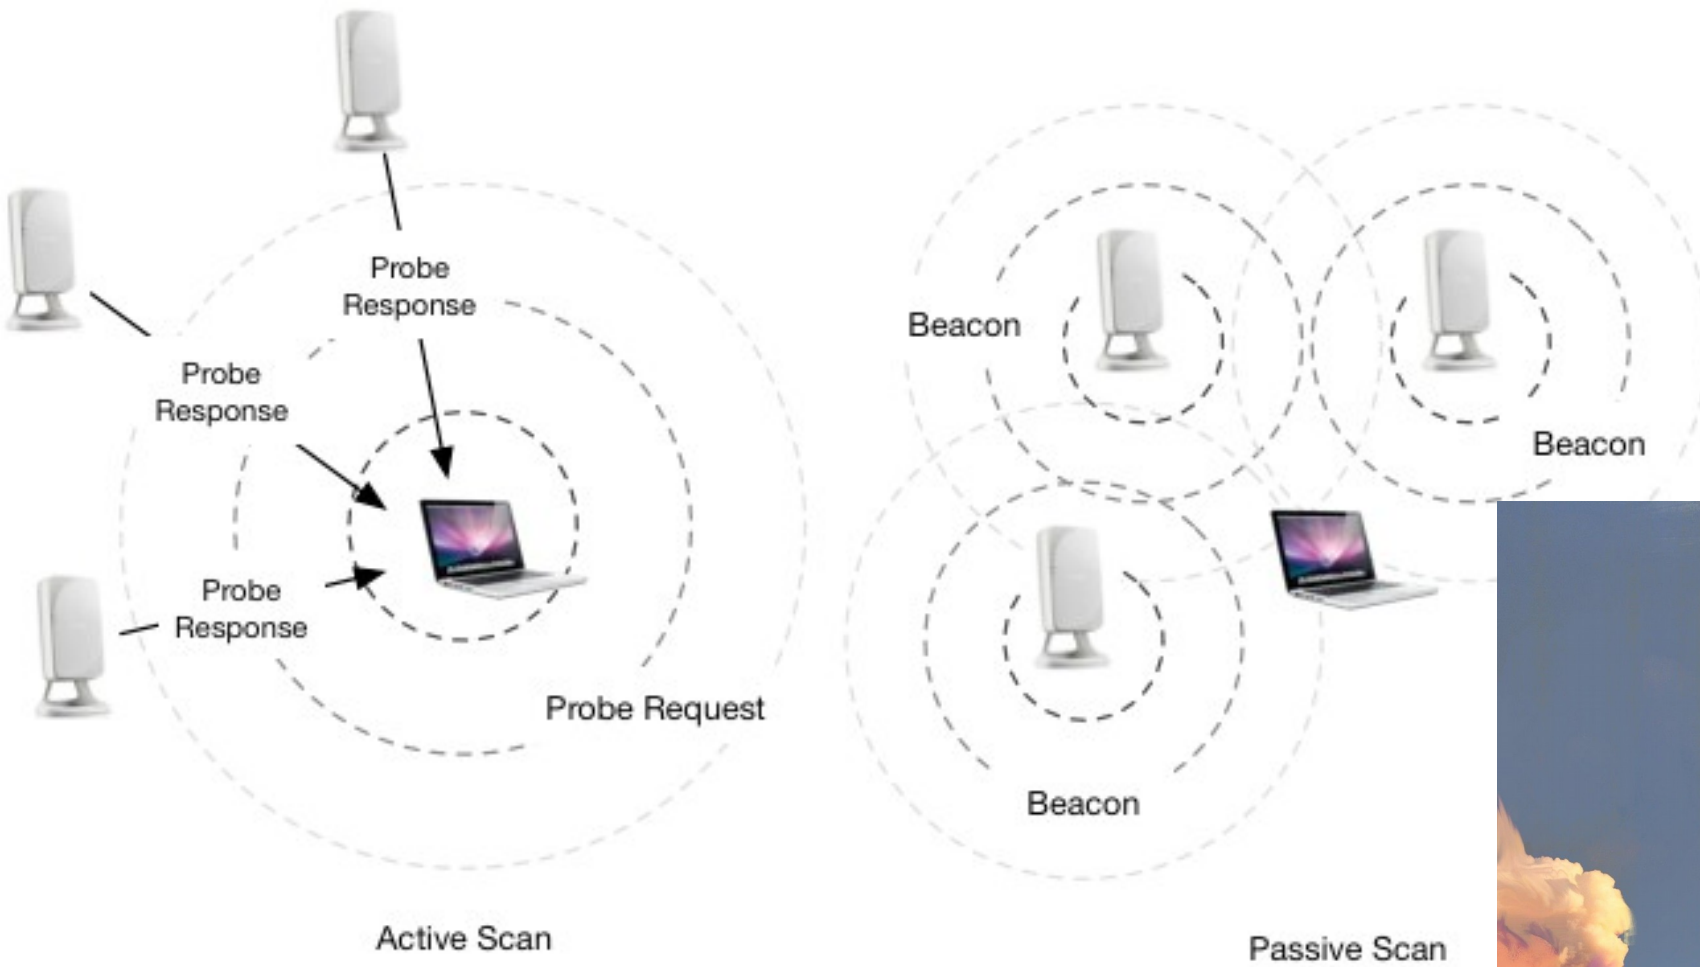 Probe
Response
Probe
Response
Probe
Response
Probe Request
Active Scan
Beacon
Beacon
Beacon
Passive Scan